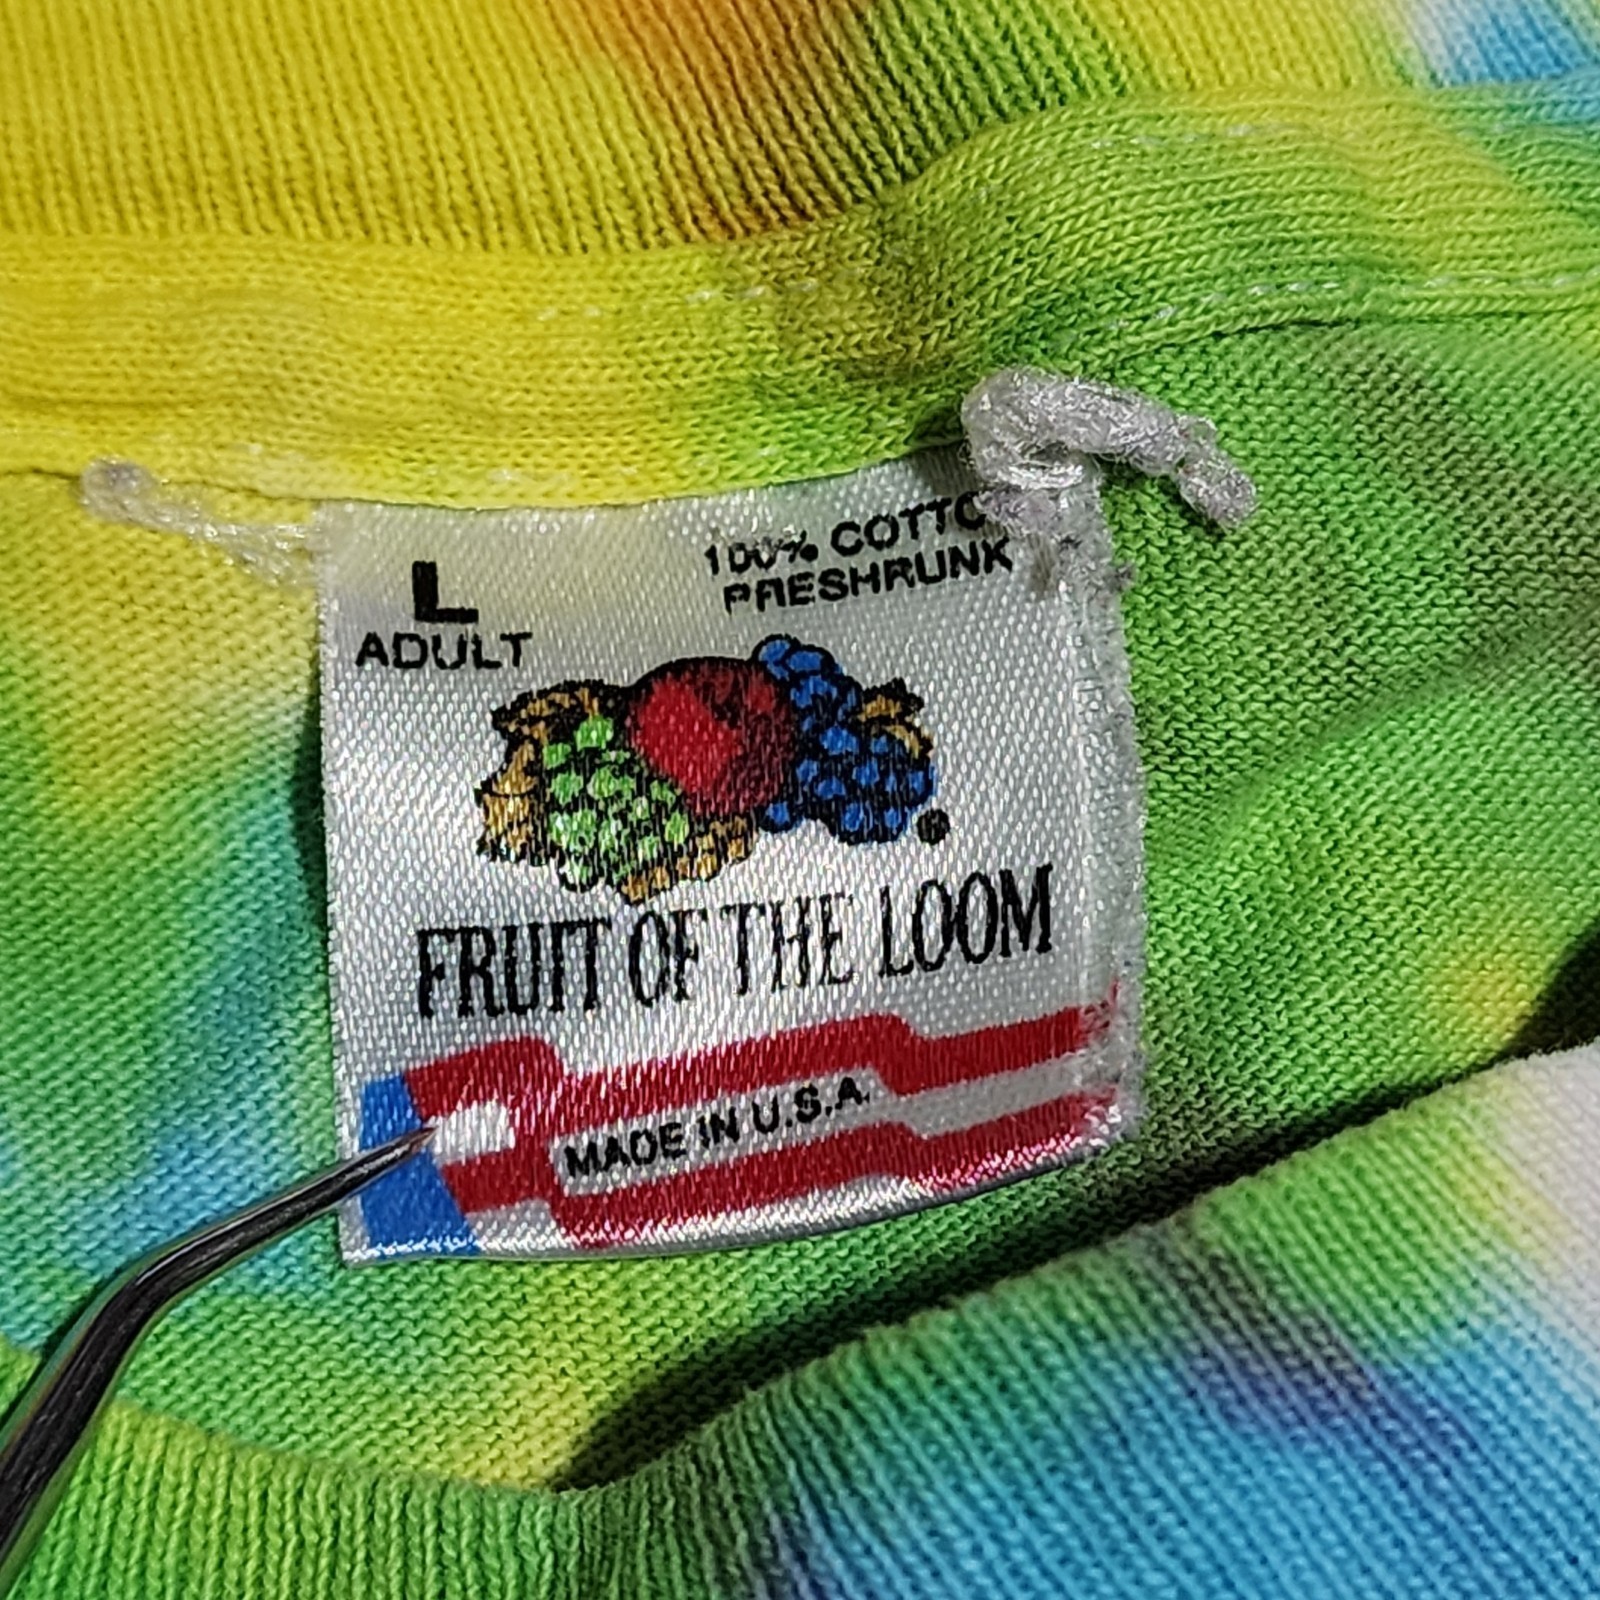 L
ADULT
100% COTTO
PRESHRUNK
FRUIT OF THE LOOM
MADE IN U.S.A.